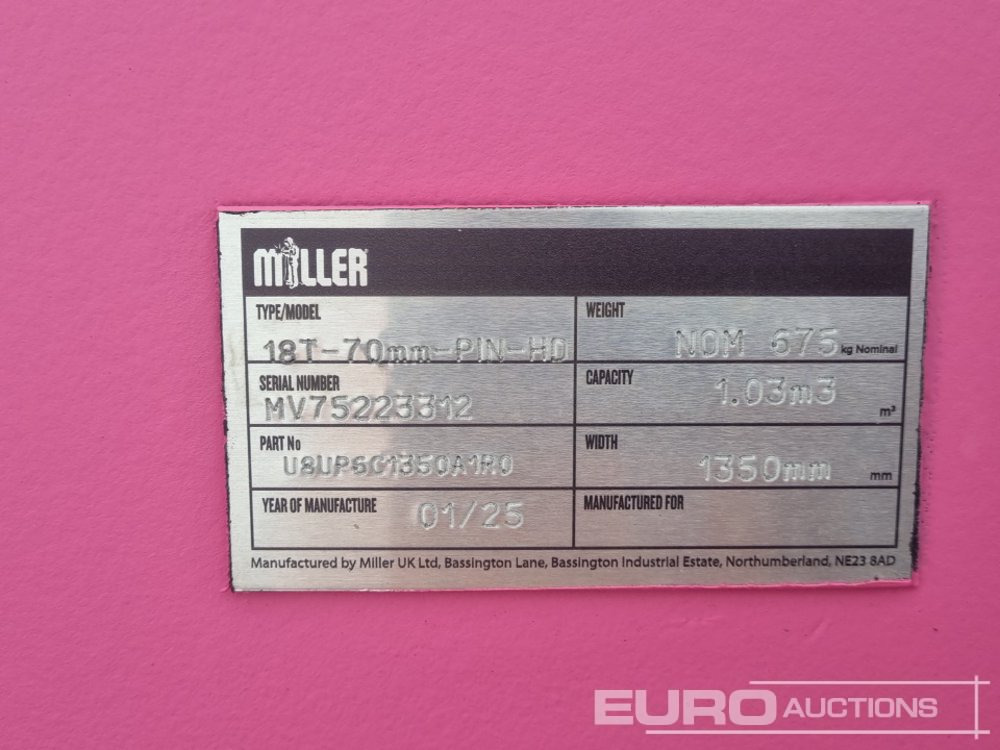 MILLER
TYPE/MODEL
18T-70mm-PIN-HD
WEIGHT
NOM 675 kg Nominal
SERIAL NUMBER
MV75223312
CAPACITY
1.03m3 m³
PART No
U8UP6G1350A1R0
WIDTH
1350mm mm
YEAR OF MANUFACTURE
01/25
MANUFACTURED FOR
Manufactured by Miller UK Ltd, Bassington Lane, Bassington Industrial Estate, Northumberland, NE23 8AD
EURO AUCTIONS